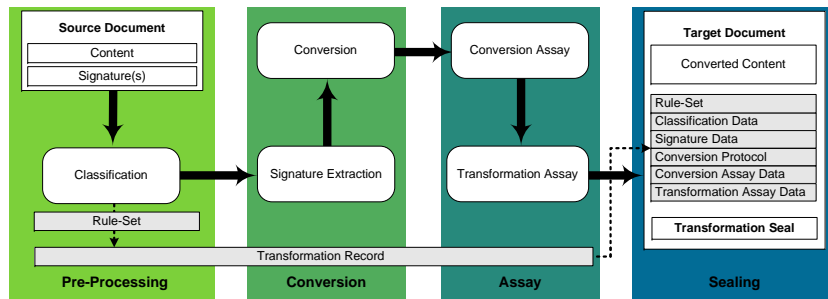 Source Document
Content
Signature(s)
Classification
Rule-Set
Pre-Processing
Conversion
Signature Extraction
Transformation Record
Conversion
Conversion Assay
Transformation Assay
Assay
Target Document
Converted Content
Rule-Set
Classification Data
Signature Data
Conversion Protocol
Conversion Assay Data
Transformation Assay Data
Transformation Seal
Sealing